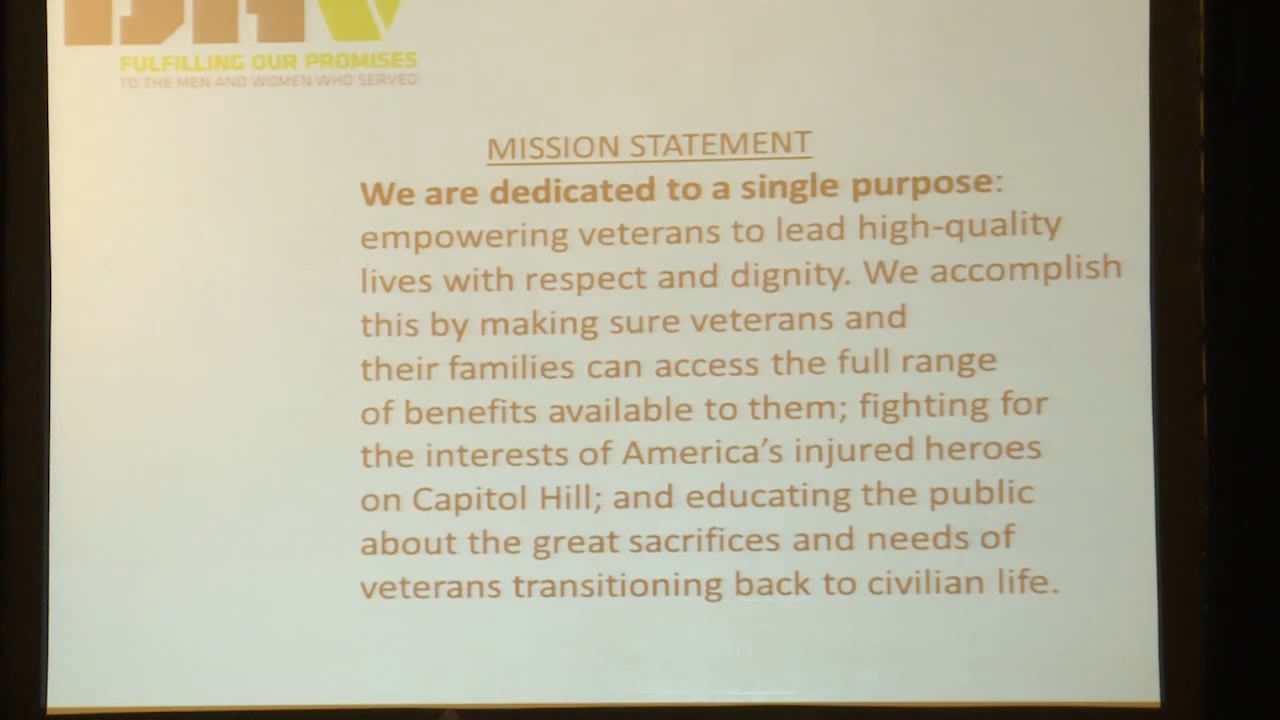 DAV
FULFILLING OUR PROMISES
TO THE MEN AND WOMEN WHO SERVED
MISSION STATEMENT
We are dedicated to a single purpose:
empowering veterans to lead high-quality
lives with respect and dignity. We accomplish
this by making sure veterans and
their families can access the full range
of benefits available to them; fighting for
the interests of America’s injured heroes
on Capitol Hill; and educating the public
about the great sacrifices and needs of
veterans transitioning back to civilian life.